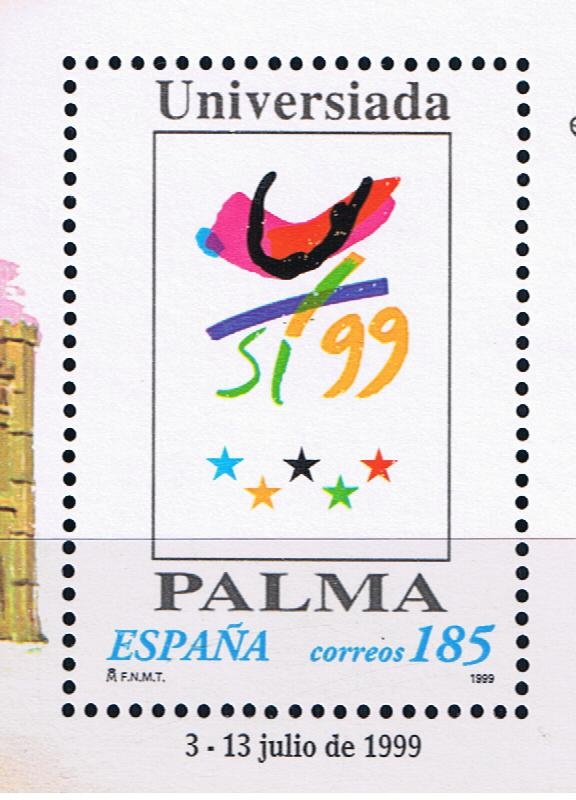 Universiada
SI '99
PALMA
ESPAÑA correos 185
F.N.M.T. 1999
3 - 13 julio de 1999